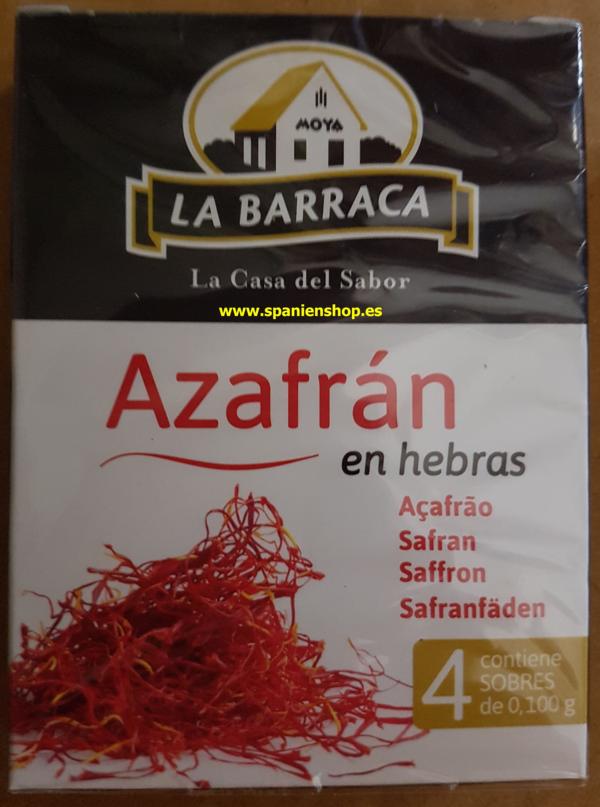 MOYA
LA BARRACA
La Casa del Sabor
www.spanienshop.es
Azafrán
en hebras
Açafrão
Safran
Saffron
Safranfäden
4 contiene
SOBRES
de 0,100 g